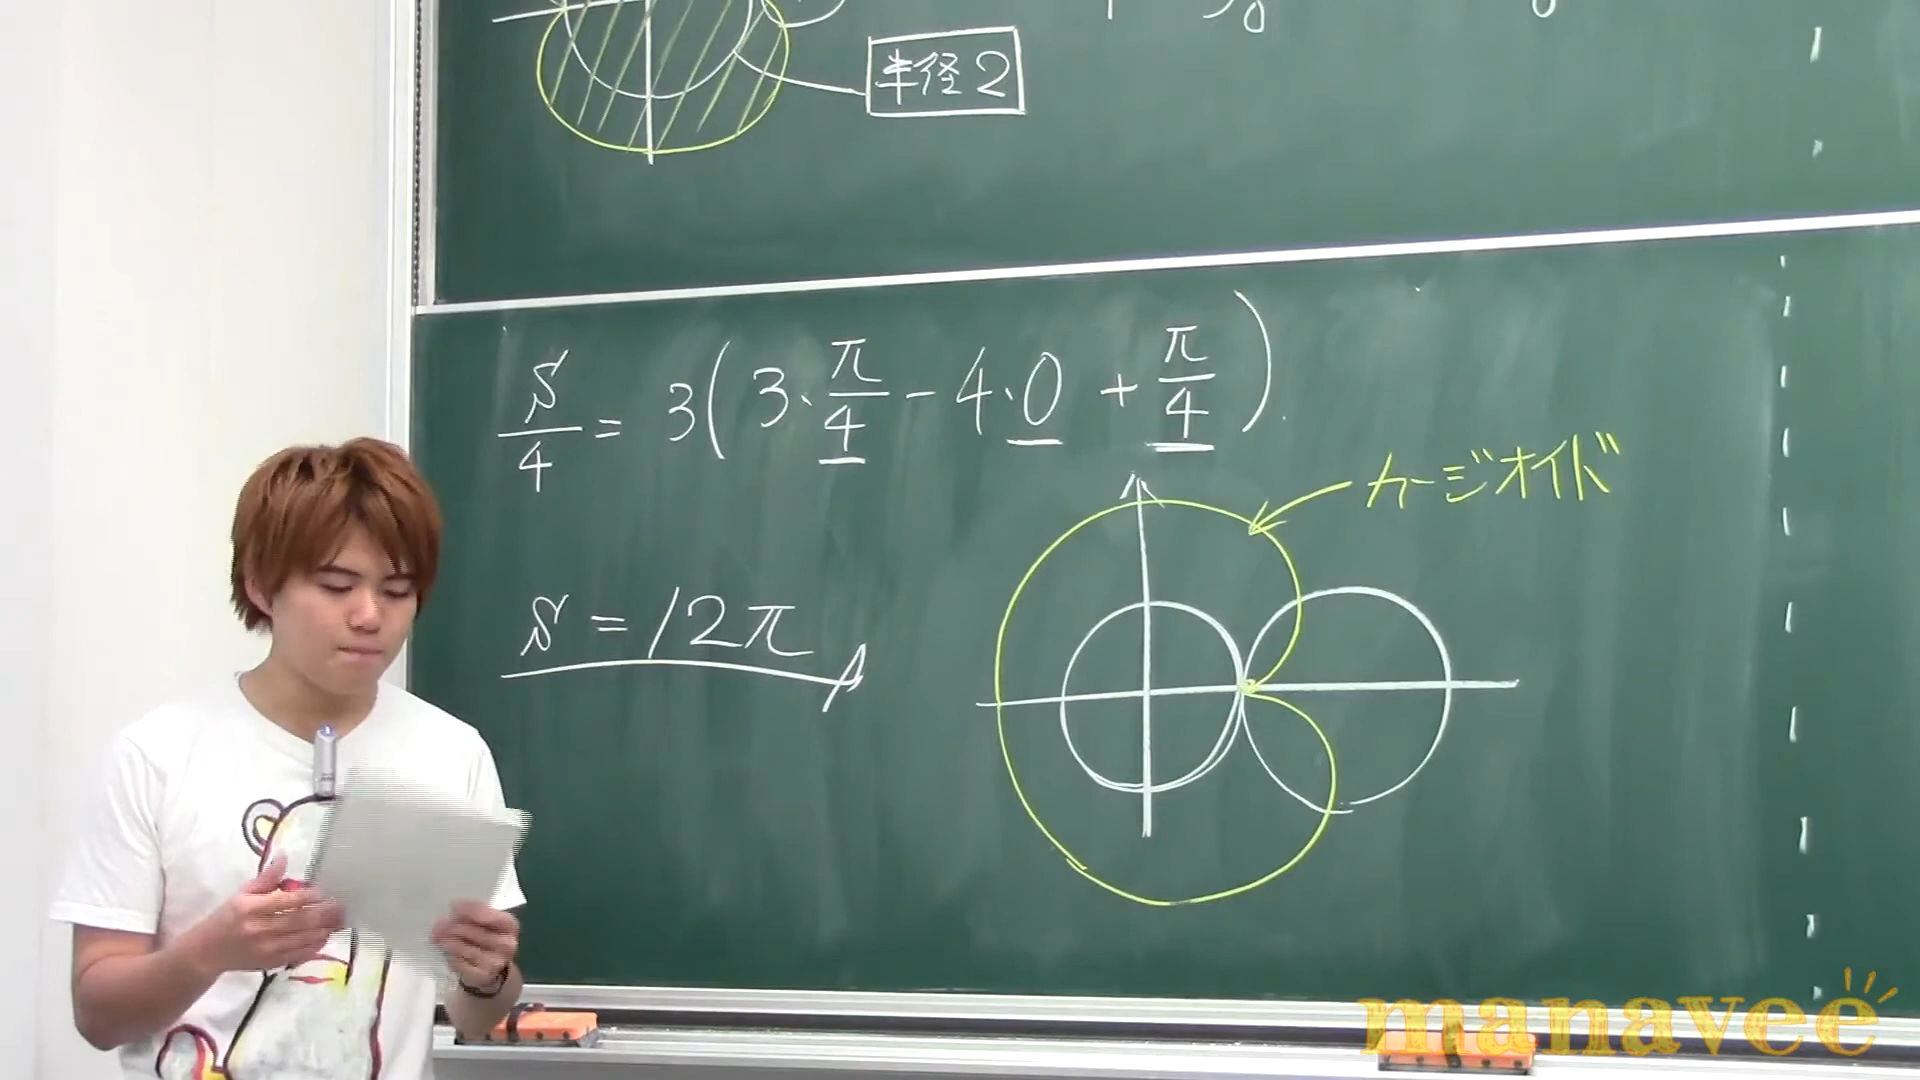 半径2
S/4 = 3(3・π/4 - 4・0 + π/4).
カージオイド
S = 12π
manavee